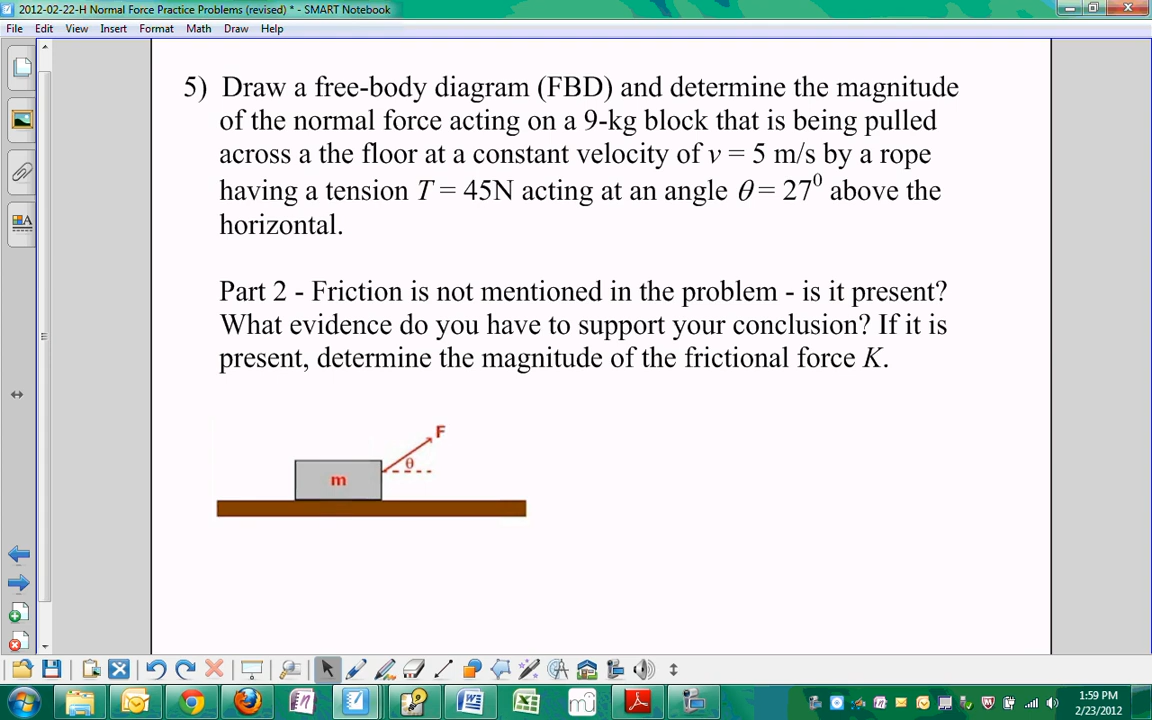 2012-02-22-H Normal Force Practice Problems (revised) * - SMART Notebook
File Edit View Insert Format Math Draw Help
5) Draw a free-body diagram (FBD) and determine the magnitude
of the normal force acting on a 9-kg block that is being pulled
across a the floor at a constant velocity of v = 5 m/s by a rope
having a tension T = 45N acting at an angle θ = 27⁰ above the
horizontal.
Part 2 - Friction is not mentioned in the problem - is it present?
What evidence do you have to support your conclusion? If it is
present, determine the magnitude of the frictional force K.
F
θ
m
1:59 PM
2/23/2012